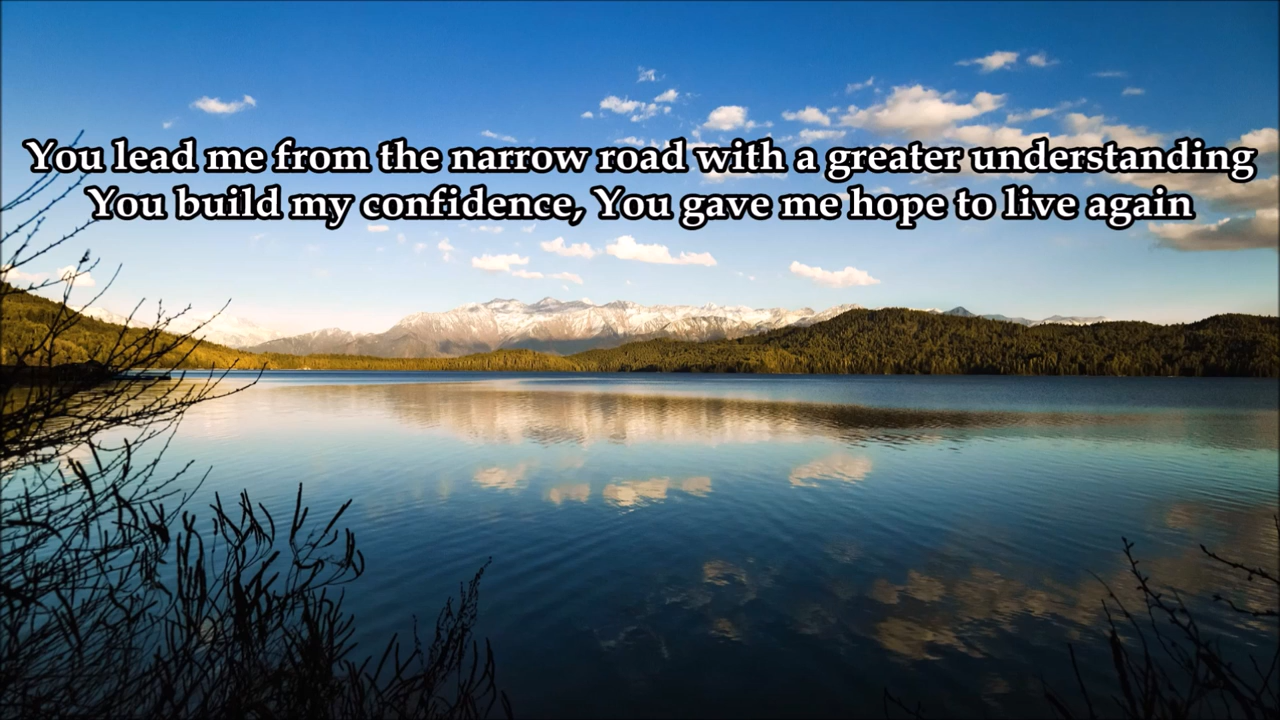 You lead me from the narrow road with a greater understanding
You build my confidence, You gave me hope to live again